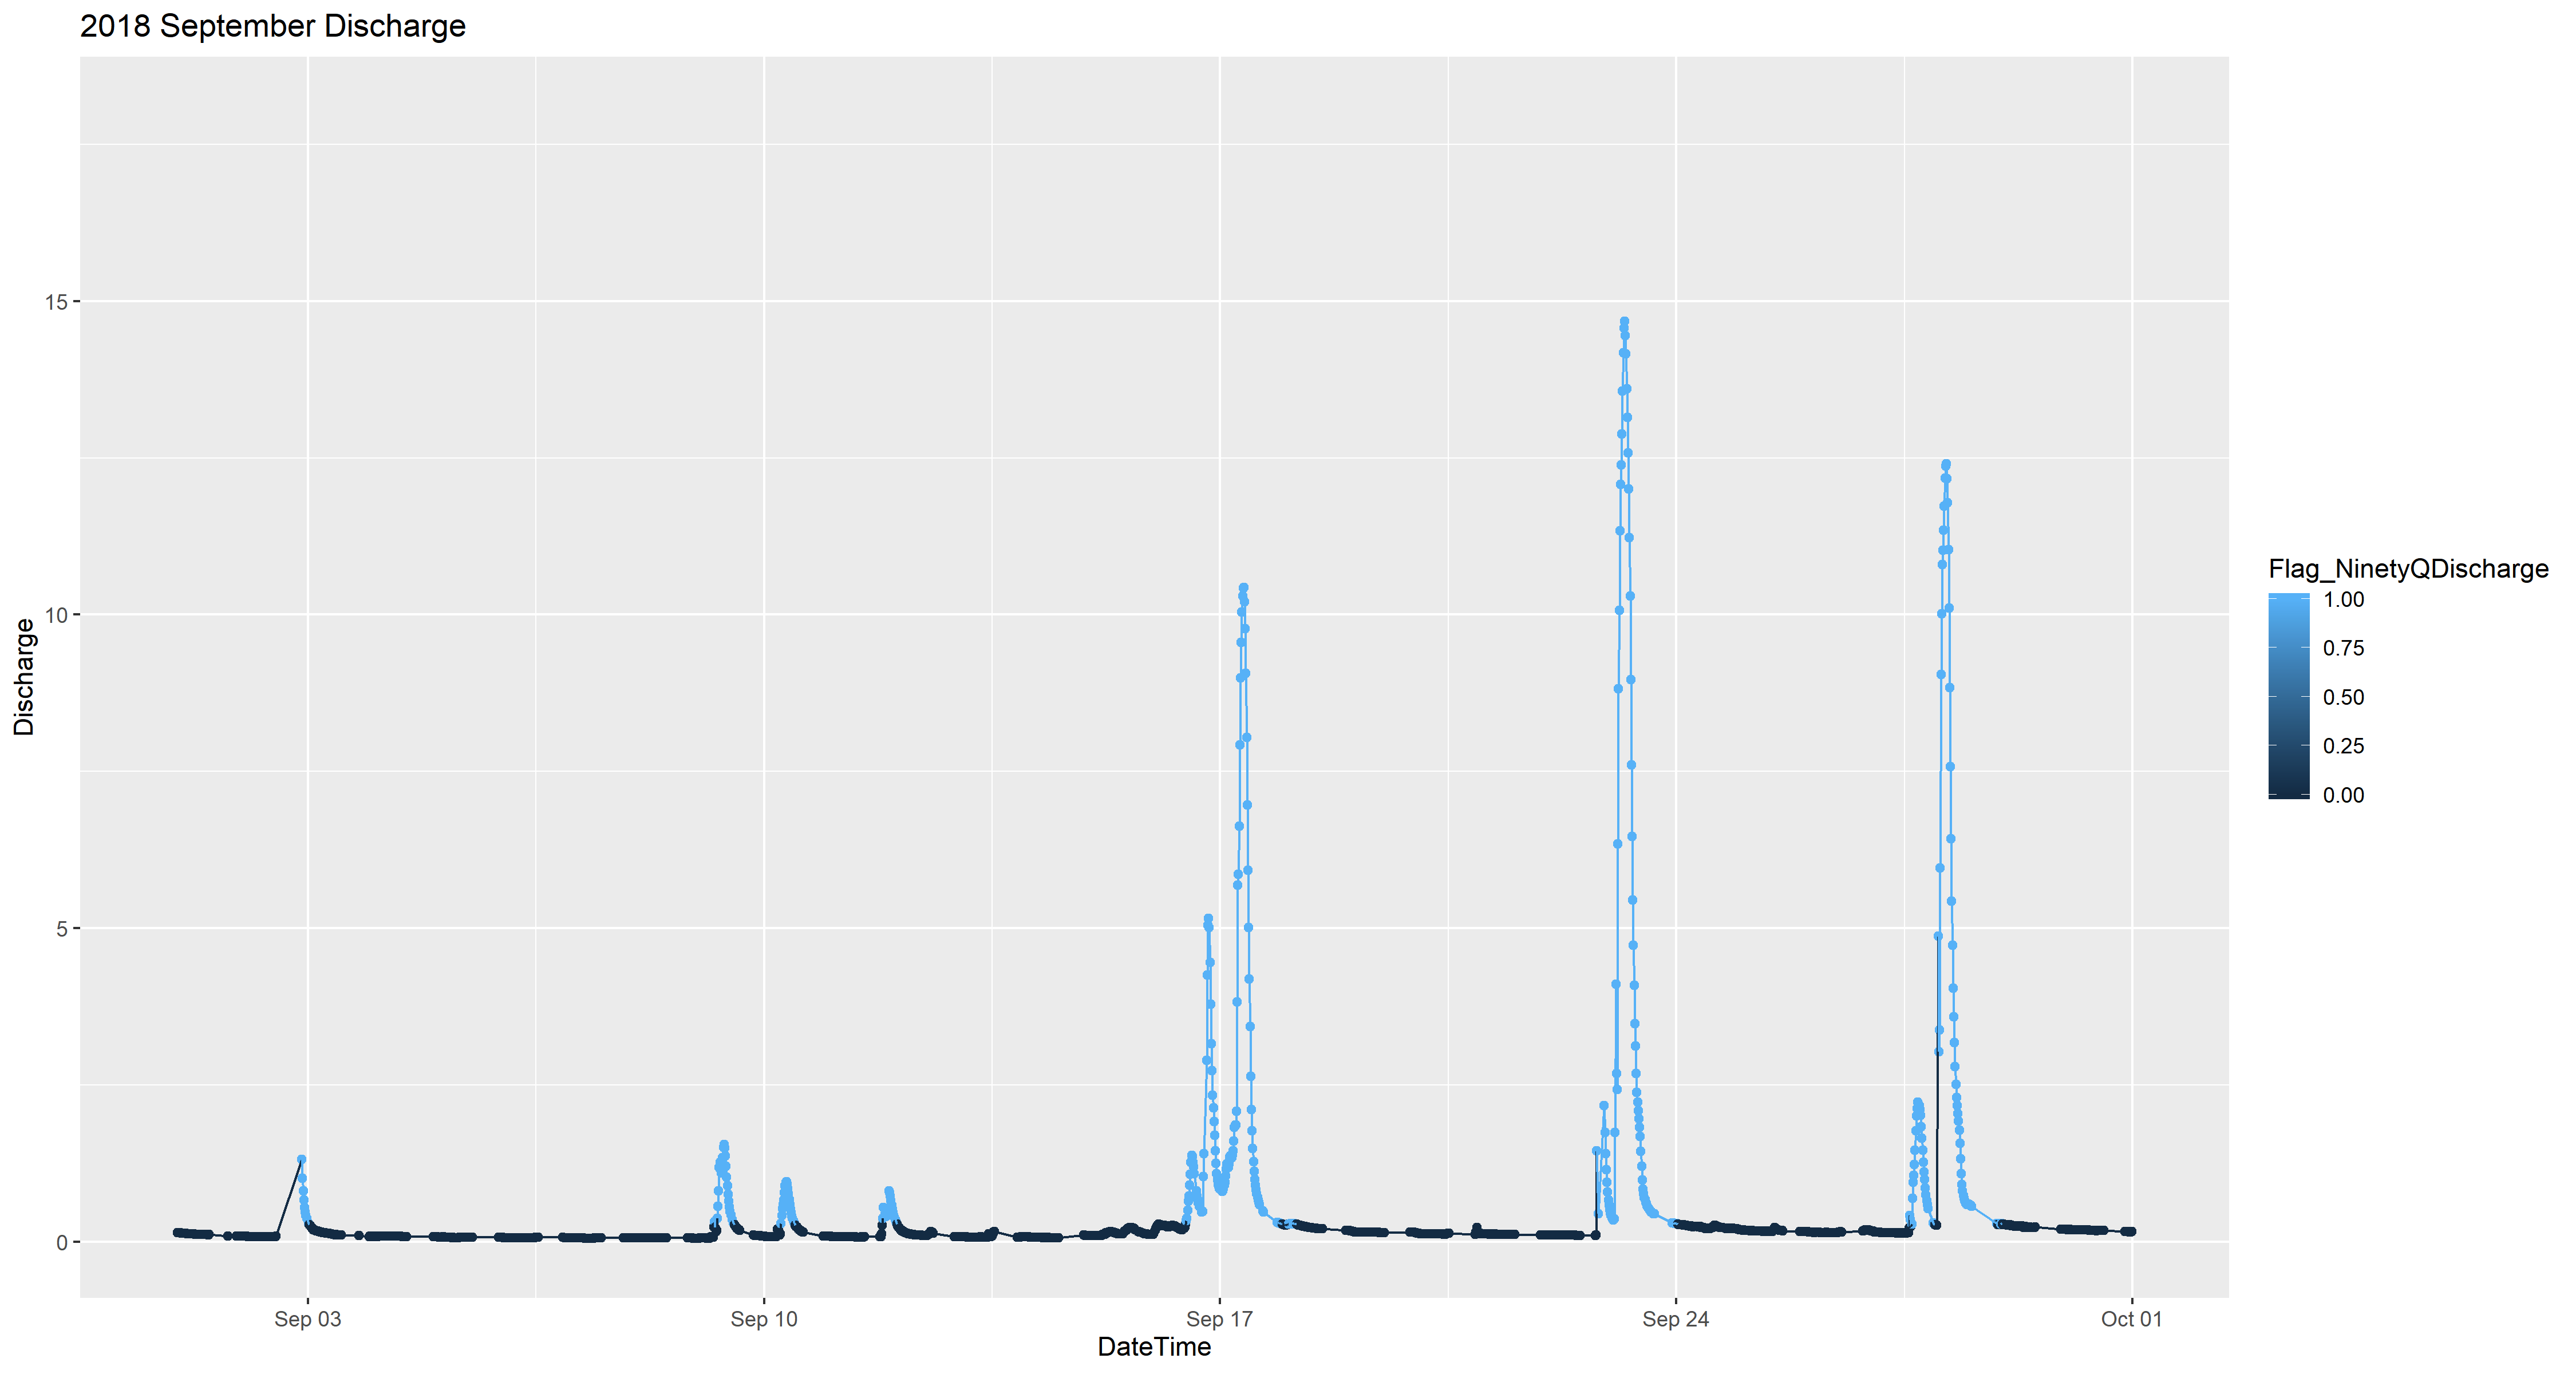 2018 September Discharge
Discharge
15
10
5
0
Sep 03
Sep 10
Sep 17
Sep 24
Oct 01
DateTime
Flag_NinetyQDischarge
1.00
0.75
0.50
0.25
0.00